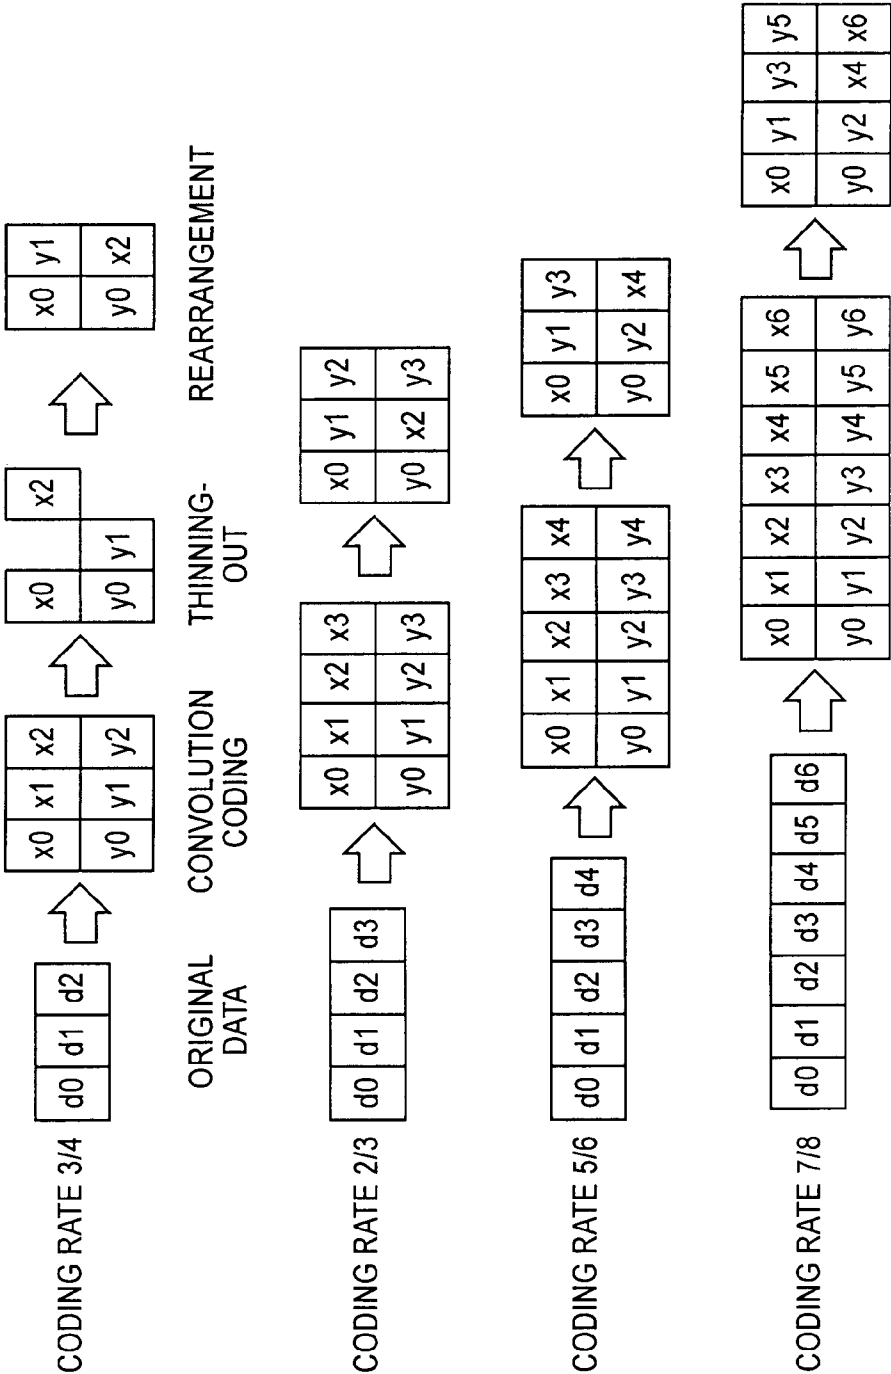 CODING RATE 3/4
d0 d1 d2
x0 x1 x2
y0 y1 y2
x0 x2
y0 y1
x0 y1
y0 x2
ORIGINAL
DATA
CONVOLUTION
CODING
THINNING-
OUT
REARRANGEMENT
CODING RATE 2/3
d0 d1 d2 d3
x0 x1 x2 x3
y0 y1 y2 y3
x0 y1 y2
y0 x2 y3
CODING RATE 5/6
d0 d1 d2 d3 d4
x0 x1 x2 x3 x4
y0 y1 y2 y3 y4
x0 y1 y3
y0 y2 x4
CODING RATE 7/8
d0 d1 d2 d3 d4 d5 d6
x0 x1 x2 x3 x4 x5 x6
y0 y1 y2 y3 y4 y5 y6
x0 y1 y3 y5
y0 y2 x4 x6